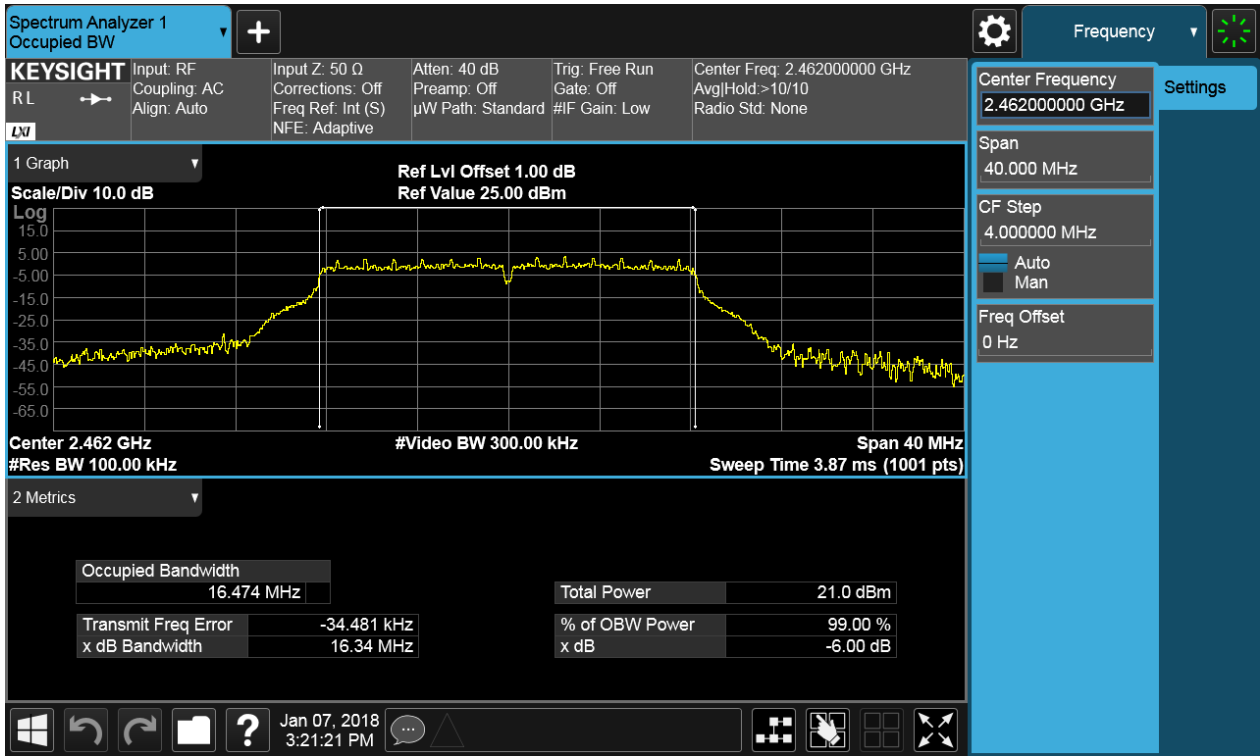 Spectrum Analyzer 1
Occupied BW
+
Frequency
KEYSIGHT
R L
LXI
Input: RF
Coupling: AC
Align: Auto
Input Z: 50 Ω
Corrections: Off
Freq Ref: Int (S)
NFE: Adaptive
Atten: 40 dB
Preamp: Off
µW Path: Standard
Trig: Free Run
Gate: Off
#IF Gain: Low
Center Freq: 2.462000000 GHz
Avg|Hold:>10/10
Radio Std: None
Center Frequency
2.462000000 GHz
Settings
Span
40.000 MHz
CF Step
4.000000 MHz
Auto
Man
Freq Offset
0 Hz
1 Graph
Scale/Div 10.0 dB
Ref Lvl Offset 1.00 dB
Ref Value 25.00 dBm
Log
15.0
5.00
-5.00
-15.0
-25.0
-35.0
-45.0
-55.0
-65.0
Center 2.462 GHz
#Video BW 300.00 kHz
Span 40 MHz
#Res BW 100.00 kHz
Sweep Time 3.87 ms (1001 pts)
2 Metrics
Occupied Bandwidth
16.474 MHz
Total Power 21.0 dBm
Transmit Freq Error -34.481 kHz
% of OBW Power 99.00 %
x dB Bandwidth 16.34 MHz
x dB -6.00 dB
?
Jan 07, 2018
3:21:21 PM